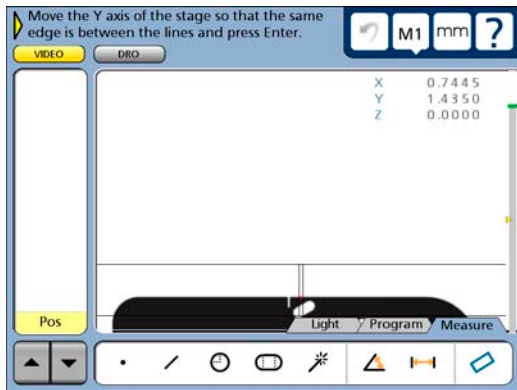 Move the Y axis of the stage so that the same
edge is between the lines and press Enter.
M1 mm ?
VIDEO DRO
X 0.7445
Y 1.4350
Z 0.0000
Pos
Light Program Measure